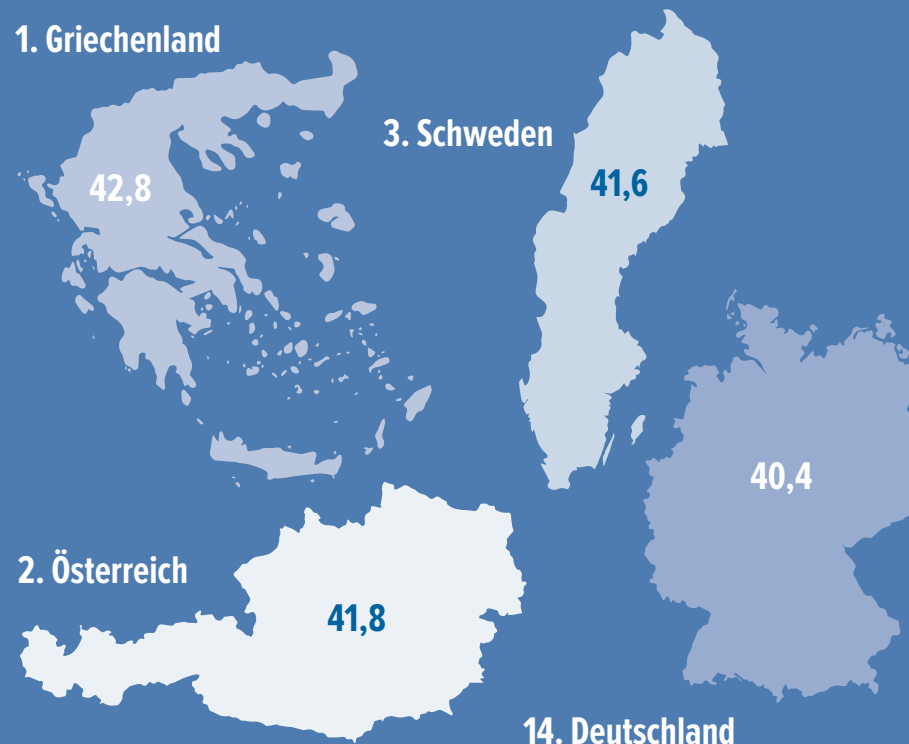 1. Griechenland
42,8
3. Schweden
41,6
2. Österreich
41,8
40,4
14. Deutschland